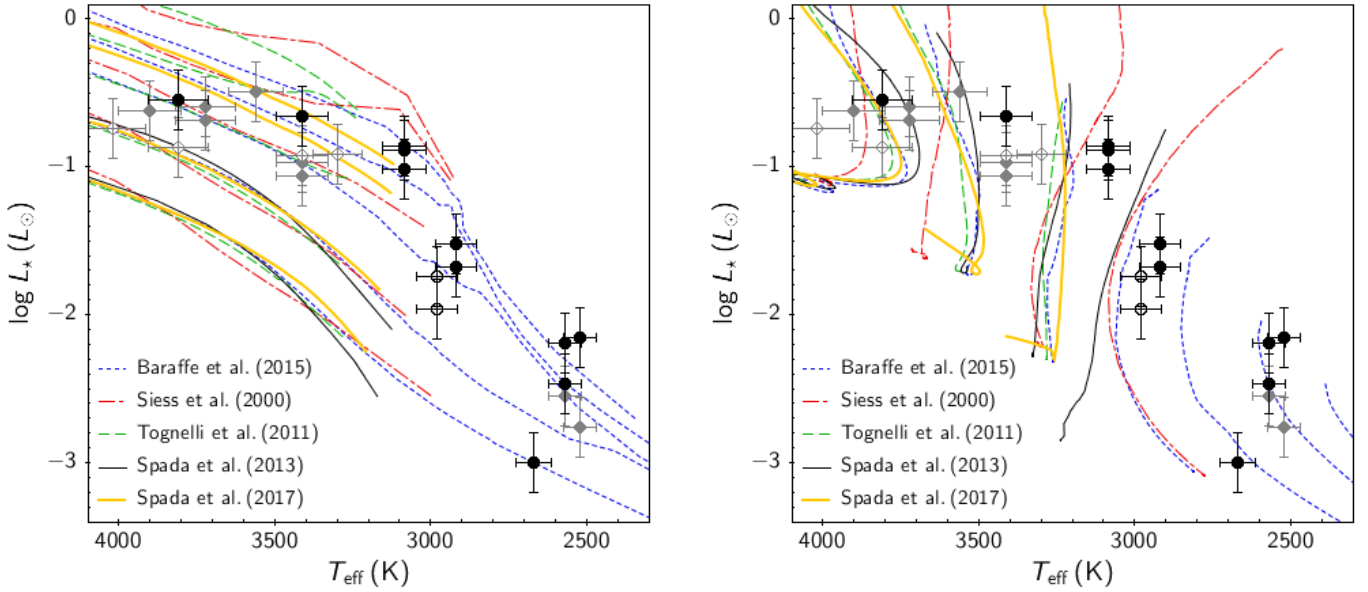 0
−1
−2
−3
log L⋆ (L⊙)
Baraffe et al. (2015)
Siess et al. (2000)
Tognelli et al. (2011)
Spada et al. (2013)
Spada et al. (2017)
4000
3500
3000
2500
Teff (K)
0
−1
−2
−3
log L⋆ (L⊙)
Baraffe et al. (2015)
Siess et al. (2000)
Tognelli et al. (2011)
Spada et al. (2013)
Spada et al. (2017)
4000
3500
3000
2500
Teff (K)